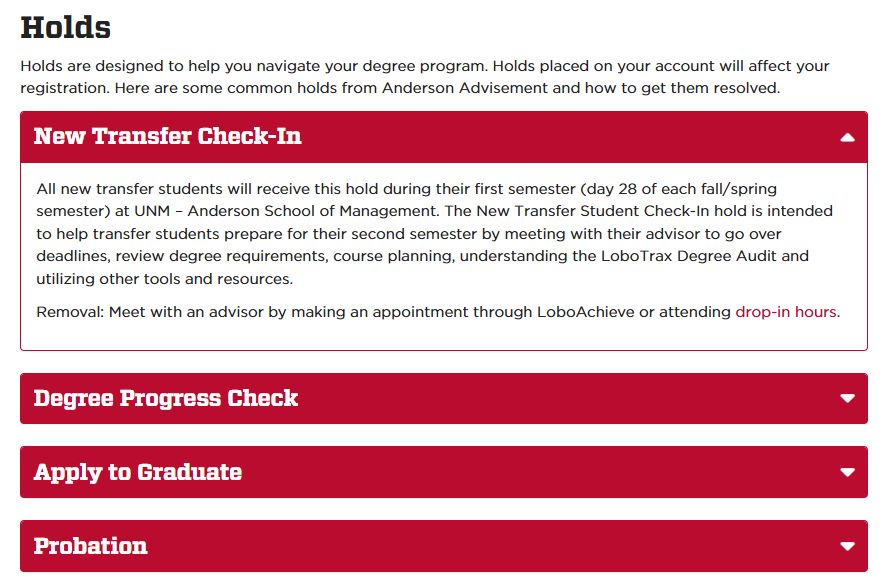 Holds
Holds are designed to help you navigate your degree program. Holds placed on your account will affect your
registration. Here are some common holds from Anderson Advisement and how to get them resolved.
New Transfer Check-In
All new transfer students will receive this hold during their first semester (day 28 of each fall/spring
semester) at UNM – Anderson School of Management. The New Transfer Student Check-In hold is intended
to help transfer students prepare for their second semester by meeting with their advisor to go over
deadlines, review degree requirements, course planning, understanding the LoboTrax Degree Audit and
utilizing other tools and resources.
Removal: Meet with an advisor by making an appointment through LoboAchieve or attending drop-in hours.
Degree Progress Check
Apply to Graduate
Probation